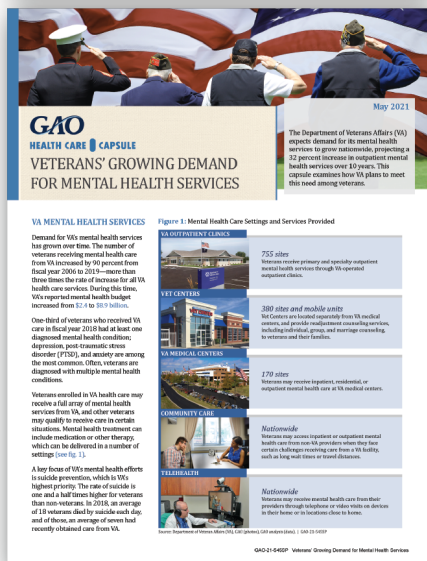 GAO
HEALTH CARE CAPSULE
VETERANS' GROWING DEMAND
FOR MENTAL HEALTH SERVICES
May 2021
The Department of Veterans Affairs (VA)
expects demand for its mental health
services to grow nationwide, projecting a
32 percent increase in outpatient mental
health services over 10 years. This
capsule examines how VA plans to meet
this need among veterans.
VA MENTAL HEALTH SERVICES
Demand for VA's mental health services
has grown over time. The number of
veterans receiving mental health care
from VA increased by 90 percent from
fiscal year 2006 to 2019—more than
three times the rate of increase for all VA
health care services. During this time,
VA's reported mental health budget
increased from $2.4 to $8.9 billion.
One-third of veterans who received VA
care in fiscal year 2018 had at least one
diagnosed mental health condition;
depression, post-traumatic stress
disorder (PTSD), and anxiety are among
the most common. Often, veterans are
diagnosed with multiple mental health
conditions.
Veterans enrolled in VA health care may
receive a full array of mental health
services from VA, and other veterans
may qualify to receive care in certain
situations. Mental health treatment can
include medication or other therapy,
which can be delivered in a number of
settings (see fig. 1).
A key focus of VA's mental health efforts
is suicide prevention, which is VA's
highest priority. The rate of suicide is
one and a half times higher for veterans
than non-veterans. In 2018, an average
of 18 veterans died by suicide each day,
and of those, an average of seven had
recently obtained care from VA.
Figure 1: Mental Health Care Settings and Services Provided
VA OUTPATIENT CLINICS
755 sites
Veterans receive primary and specialty outpatient
mental health services through VA-operated
outpatient clinics.
VET CENTERS
380 sites and mobile units
Vet Centers are located separately from VA medical
centers, and provide readjustment counseling services,
including individual, group, and marriage counseling,
to veterans and their families.
VA MEDICAL CENTERS
170 sites
Veterans may receive inpatient, residential, or
outpatient mental health care at VA medical centers.
COMMUNITY CARE
Nationwide
Veterans may access inpatient or outpatient mental
health care from non-VA providers when they face
certain challenges receiving care from a VA facility,
such as long wait times or travel distances.
TELEHEALTH
Nationwide
Veterans may receive mental health care from their
providers through telephone or video visits on devices
in their home or in locations close to home.
Source: Department of Veterans Affairs (VA), GAO (photos), GAO analysis (data). | GAO-21-545SP
GAO-21-545SP Veterans' Growing Demand for Mental Health Services